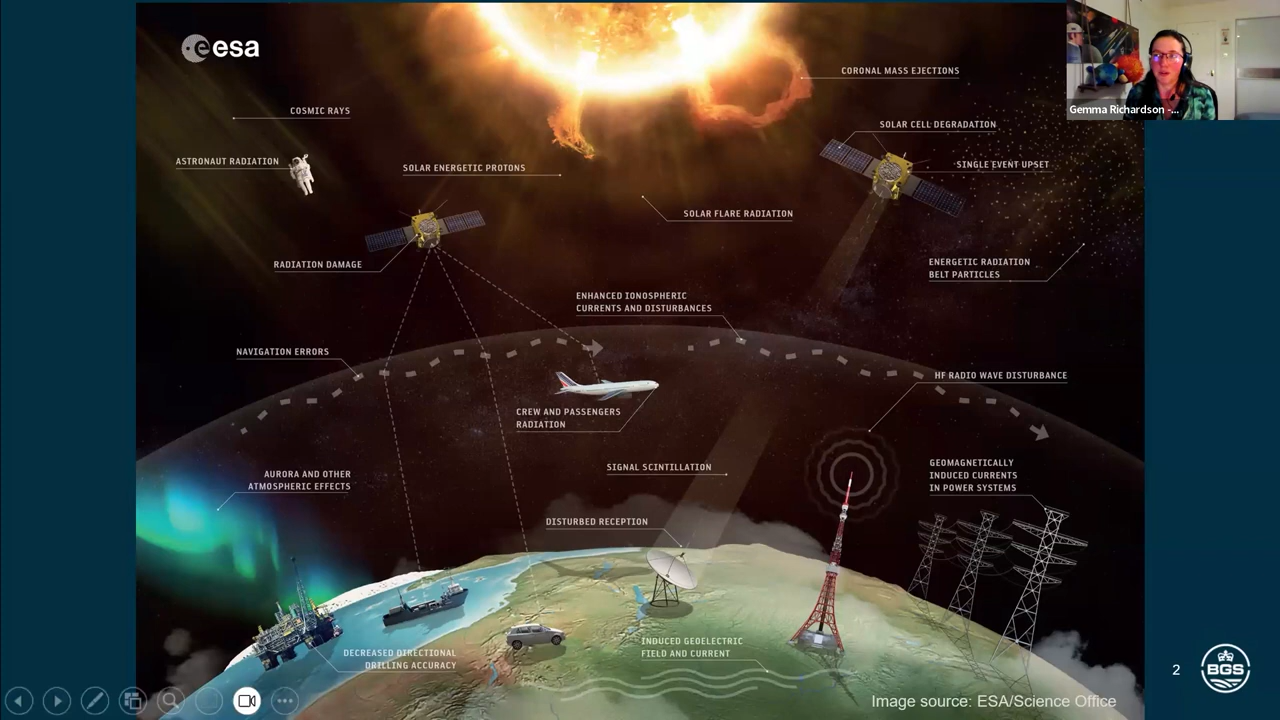 esa
CORONAL MASS EJECTIONS
Gemma Richardson -...
COSMIC RAYS
SOLAR CELL DEGRADATION
ASTRONAUT RADIATION
SOLAR ENERGETIC PROTONS
SINGLE EVENT UPSET
SOLAR FLARE RADIATION
RADIATION DAMAGE
ENERGETIC RADIATION
BELT PARTICLES
ENHANCED IONOSPHERIC
CURRENTS AND DISTURBANCES
NAVIGATION ERRORS
HF RADIO WAVE DISTURBANCE
CREW AND PASSENGERS
RADIATION
SIGNAL SCINTILLATION
GEOMAGNETICALLY
INDUCED CURRENTS
IN POWER SYSTEMS
AURORA AND OTHER
ATMOSPHERIC EFFECTS
DISTURBED RECEPTION
INDUCED GEOELECTRIC
FIELD AND CURRENT
DECREASED DIRECTIONAL
DRILLING ACCURACY
2
BGS
Image source: ESA/Science Office